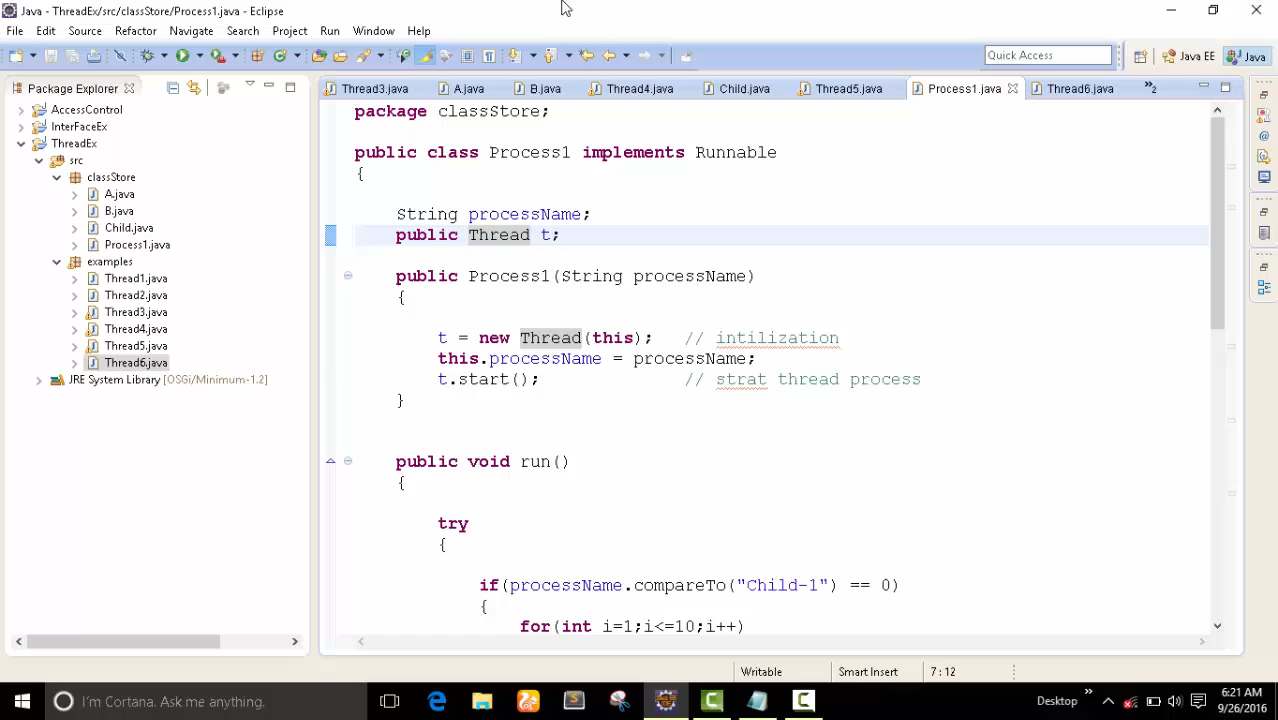 Java - ThreadEx/src/classStore/Process1.java - Eclipse
File Edit Source Refactor Navigate Search Project Run Window Help
Quick Access
Java EE
Java
Package Explorer
AccessControl
InterFaceEx
ThreadEx
src
classStore
A.java
B.java
Child.java
Process1.java
examples
Thread1.java
Thread2.java
Thread3.java
Thread4.java
Thread5.java
Thread6.java
JRE System Library [OSGi/Minimum-1.2]
Thread3.java A.java B.java Thread4.java Child.java Thread5.java Process1.java Thread6.java »2
package classStore;
public class Process1 implements Runnable
{
String processName;
public Thread t;
public Process1(String processName)
{
t = new Thread(this); // intilization
this.processName = processName;
t.start(); // strat thread process
}
public void run()
{
try
{
if(processName.compareTo("Child-1") == 0)
{
for(int i=1;i<=10;i++)
Writable Smart Insert 7 : 12
I'm Cortana. Ask me anything.
Desktop
6:21 AM
9/26/2016